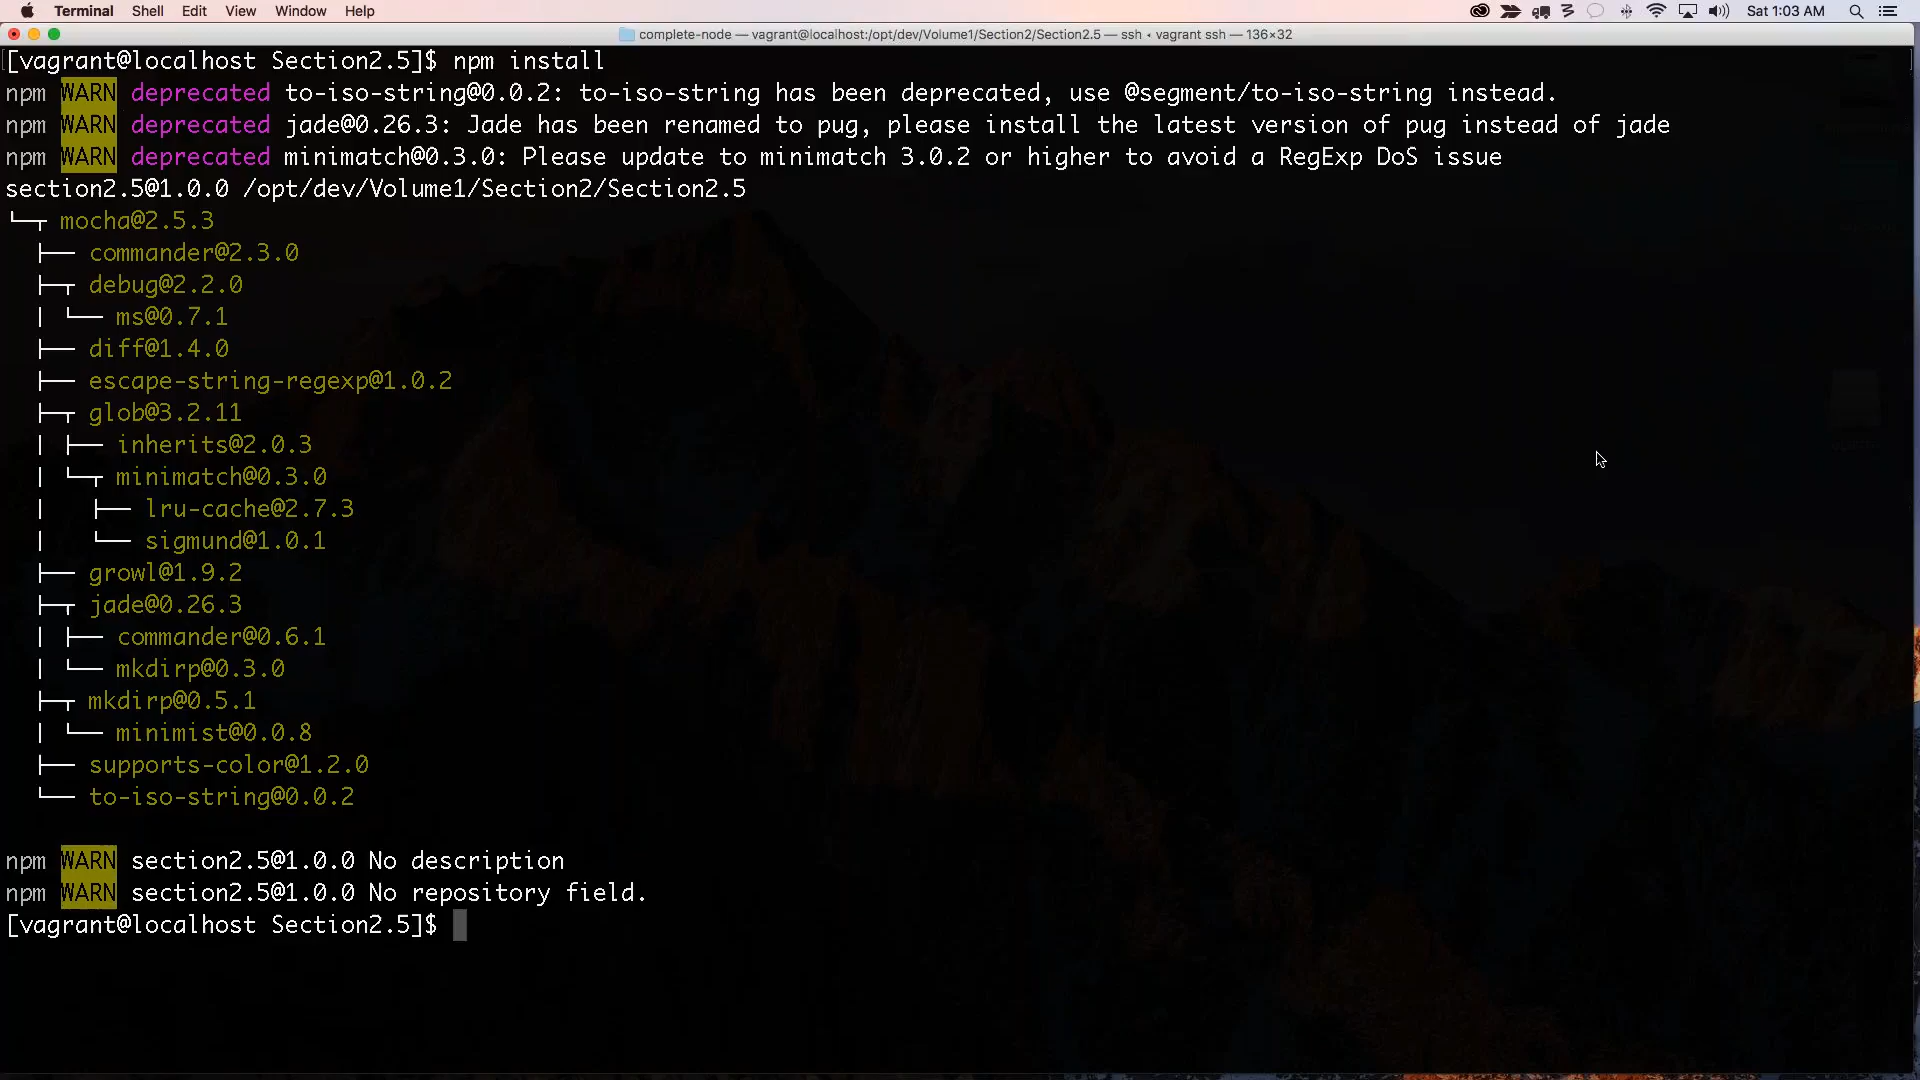 Terminal Shell Edit View Window Help Sat 1:03 AM
complete-node — vagrant@localhost:/opt/dev/Volume1/Section2/Section2.5 — ssh • vagrant ssh — 136×32
[vagrant@localhost Section2.5]$ npm install
npm WARN deprecated to-iso-string@0.0.2: to-iso-string has been deprecated, use @segment/to-iso-string instead.
npm WARN deprecated jade@0.26.3: Jade has been renamed to pug, please install the latest version of pug instead of jade
npm WARN deprecated minimatch@0.3.0: Please update to minimatch 3.0.2 or higher to avoid a RegExp DoS issue
section2.5@1.0.0 /opt/dev/Volume1/Section2/Section2.5
└─┬ mocha@2.5.3
  ├── commander@2.3.0
  ├─┬ debug@2.2.0
  │ └── ms@0.7.1
  ├── diff@1.4.0
  ├── escape-string-regexp@1.0.2
  ├─┬ glob@3.2.11
  │ ├── inherits@2.0.3
  │ └─┬ minimatch@0.3.0
  │   ├── lru-cache@2.7.3
  │   └── sigmund@1.0.1
  ├── growl@1.9.2
  ├─┬ jade@0.26.3
  │ ├── commander@0.6.1
  │ └── mkdirp@0.3.0
  ├─┬ mkdirp@0.5.1
  │ └── minimist@0.0.8
  ├── supports-color@1.2.0
  └── to-iso-string@0.0.2
npm WARN section2.5@1.0.0 No description
npm WARN section2.5@1.0.0 No repository field.
[vagrant@localhost Section2.5]$